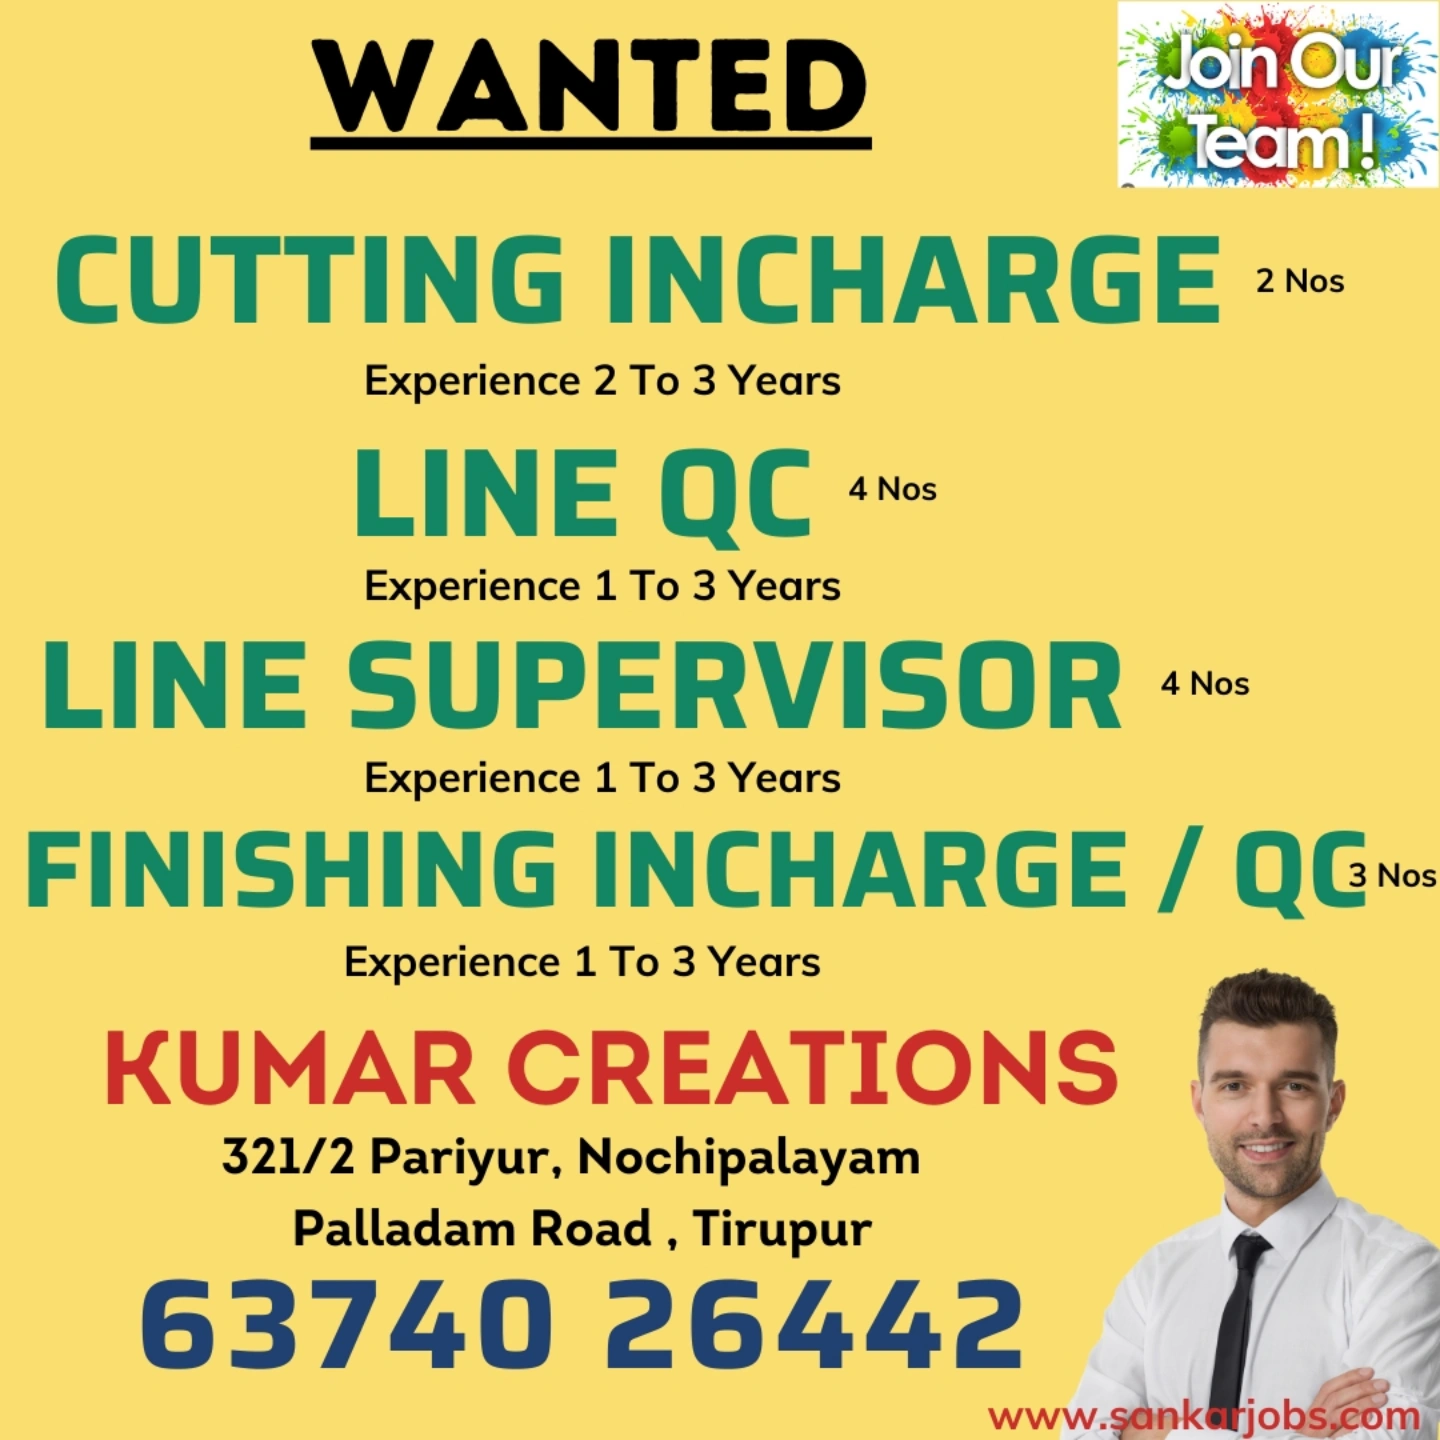 WANTED
Join Our
Team!
CUTTING INCHARGE 2 Nos
Experience 2 To 3 Years
LINE QC 4 Nos
Experience 1 To 3 Years
LINE SUPERVISOR 4 Nos
Experience 1 To 3 Years
FINISHING INCHARGE / QC 3 Nos
Experience 1 To 3 Years
KUMAR CREATIONS
321/2 Pariyur, Nochipalayam
Palladam Road , Tirupur
63740 26442
www.sankarjobs.com